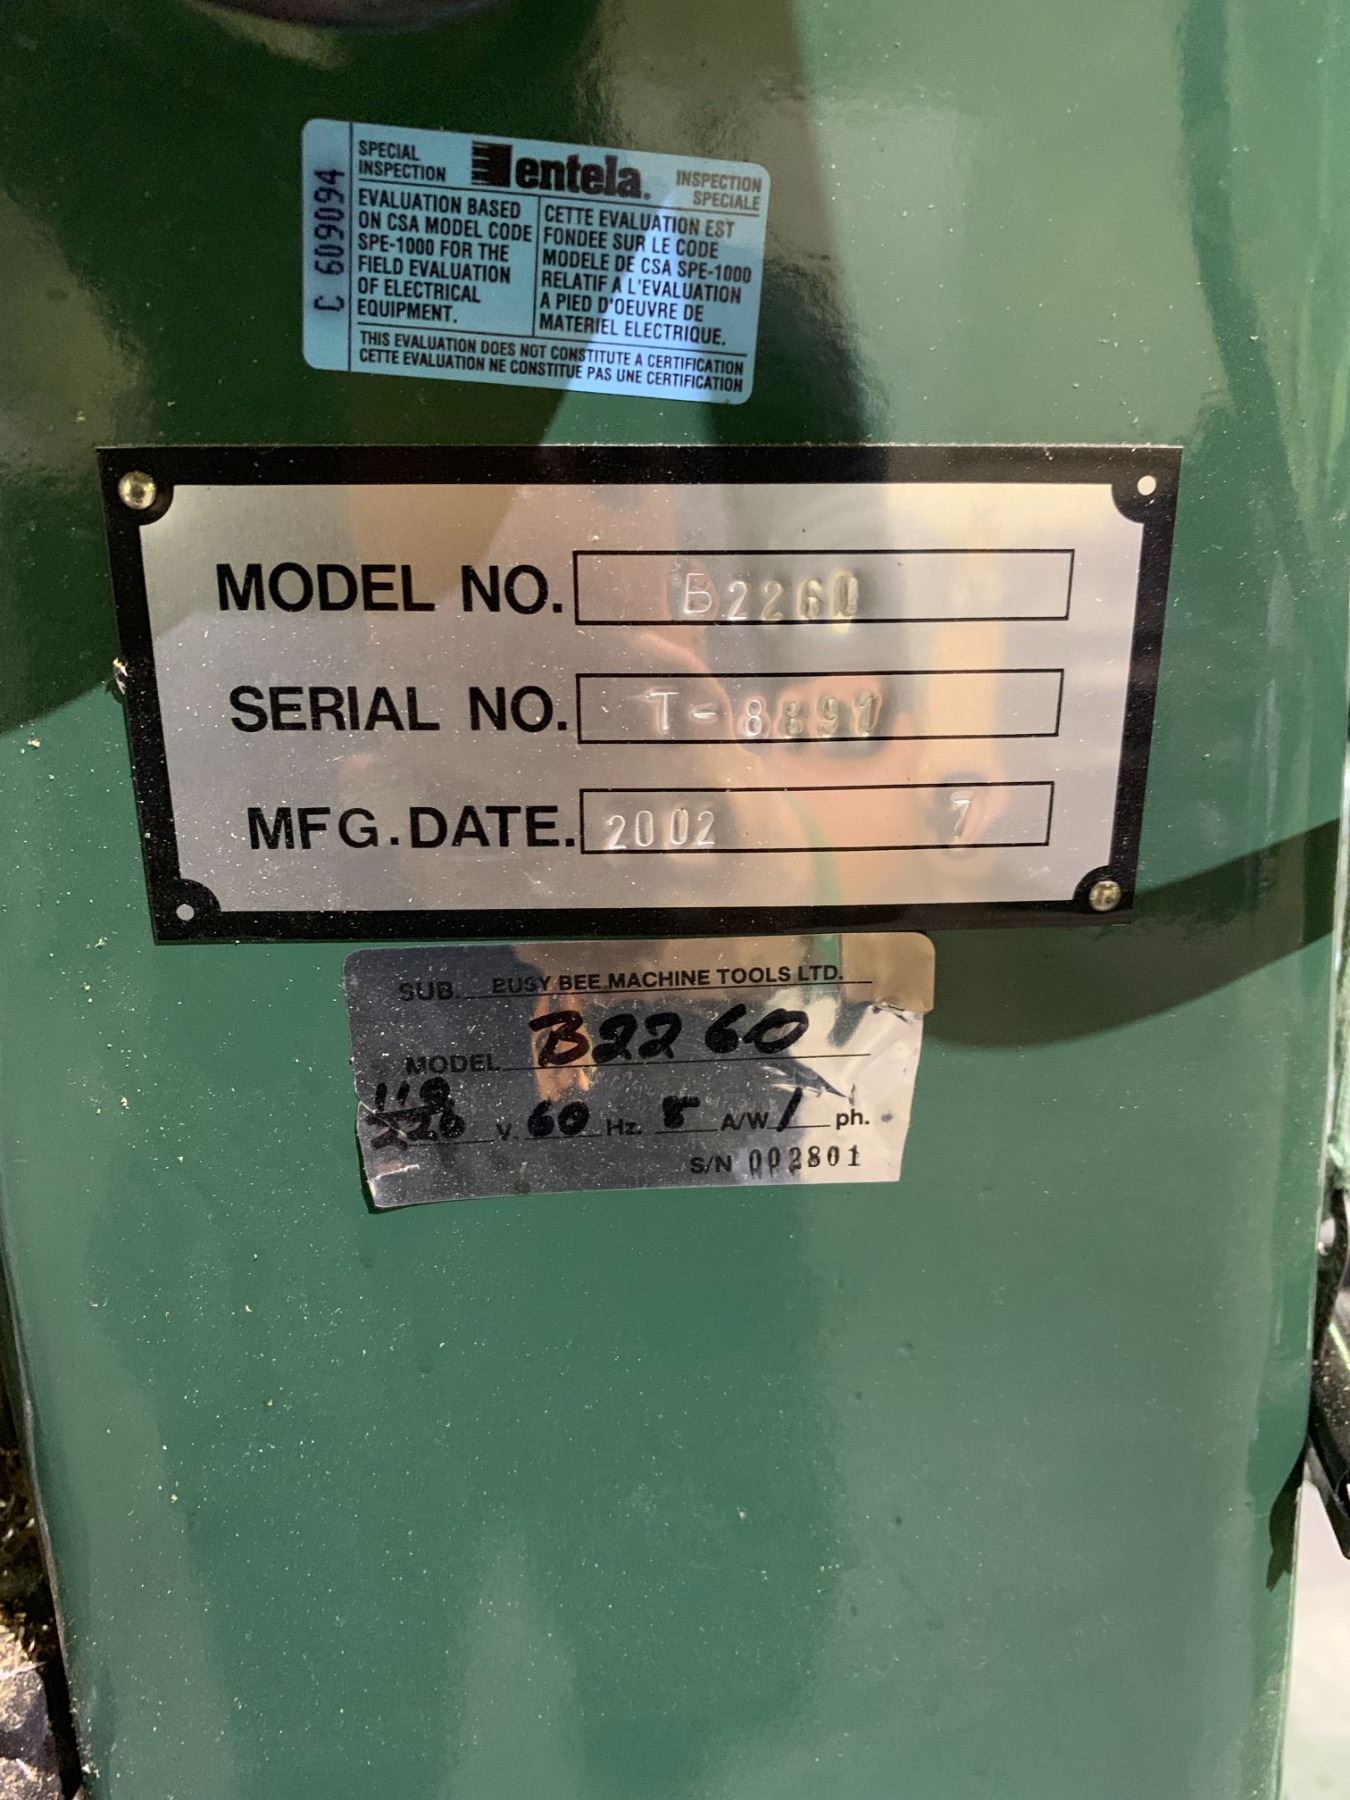 C 609094
SPECIAL INSPECTION
entela.
INSPECTION SPECIALE
EVALUATION BASED
ON CSA MODEL CODE
SPE-1000 FOR THE
FIELD EVALUATION
OF ELECTRICAL
EQUIPMENT.
CETTE EVALUATION EST
FONDEE SUR LE CODE
MODELE DE CSA SPE-1000
RELATIF A L'EVALUATION
A PIED D'OEUVRE DE
MATERIEL ELECTRIQUE.
THIS EVALUATION DOES NOT CONSTITUTE A CERTIFICATION
CETTE EVALUATION NE CONSTITUE PAS UNE CERTIFICATION
MODEL NO. B2260
SERIAL NO.
MFG.DATE. 2002 7
SUB. BUSY BEE MACHINE TOOLS LTD.
MODEL B2260
V. 60 Hz. 8 A/W 1 ph.
S/N 002801